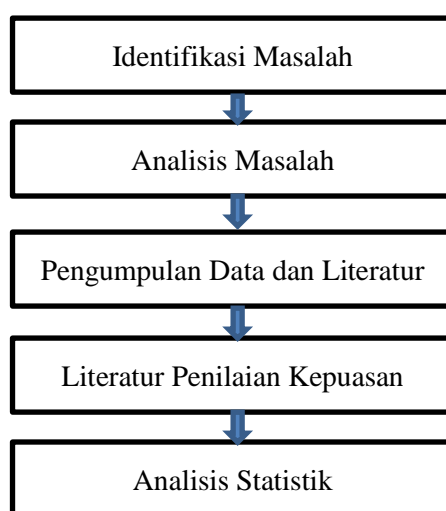 Identifikasi Masalah
Analisis Masalah
Pengumpulan Data dan Literatur
Literatur Penilaian Kepuasan
Analisis Statistik